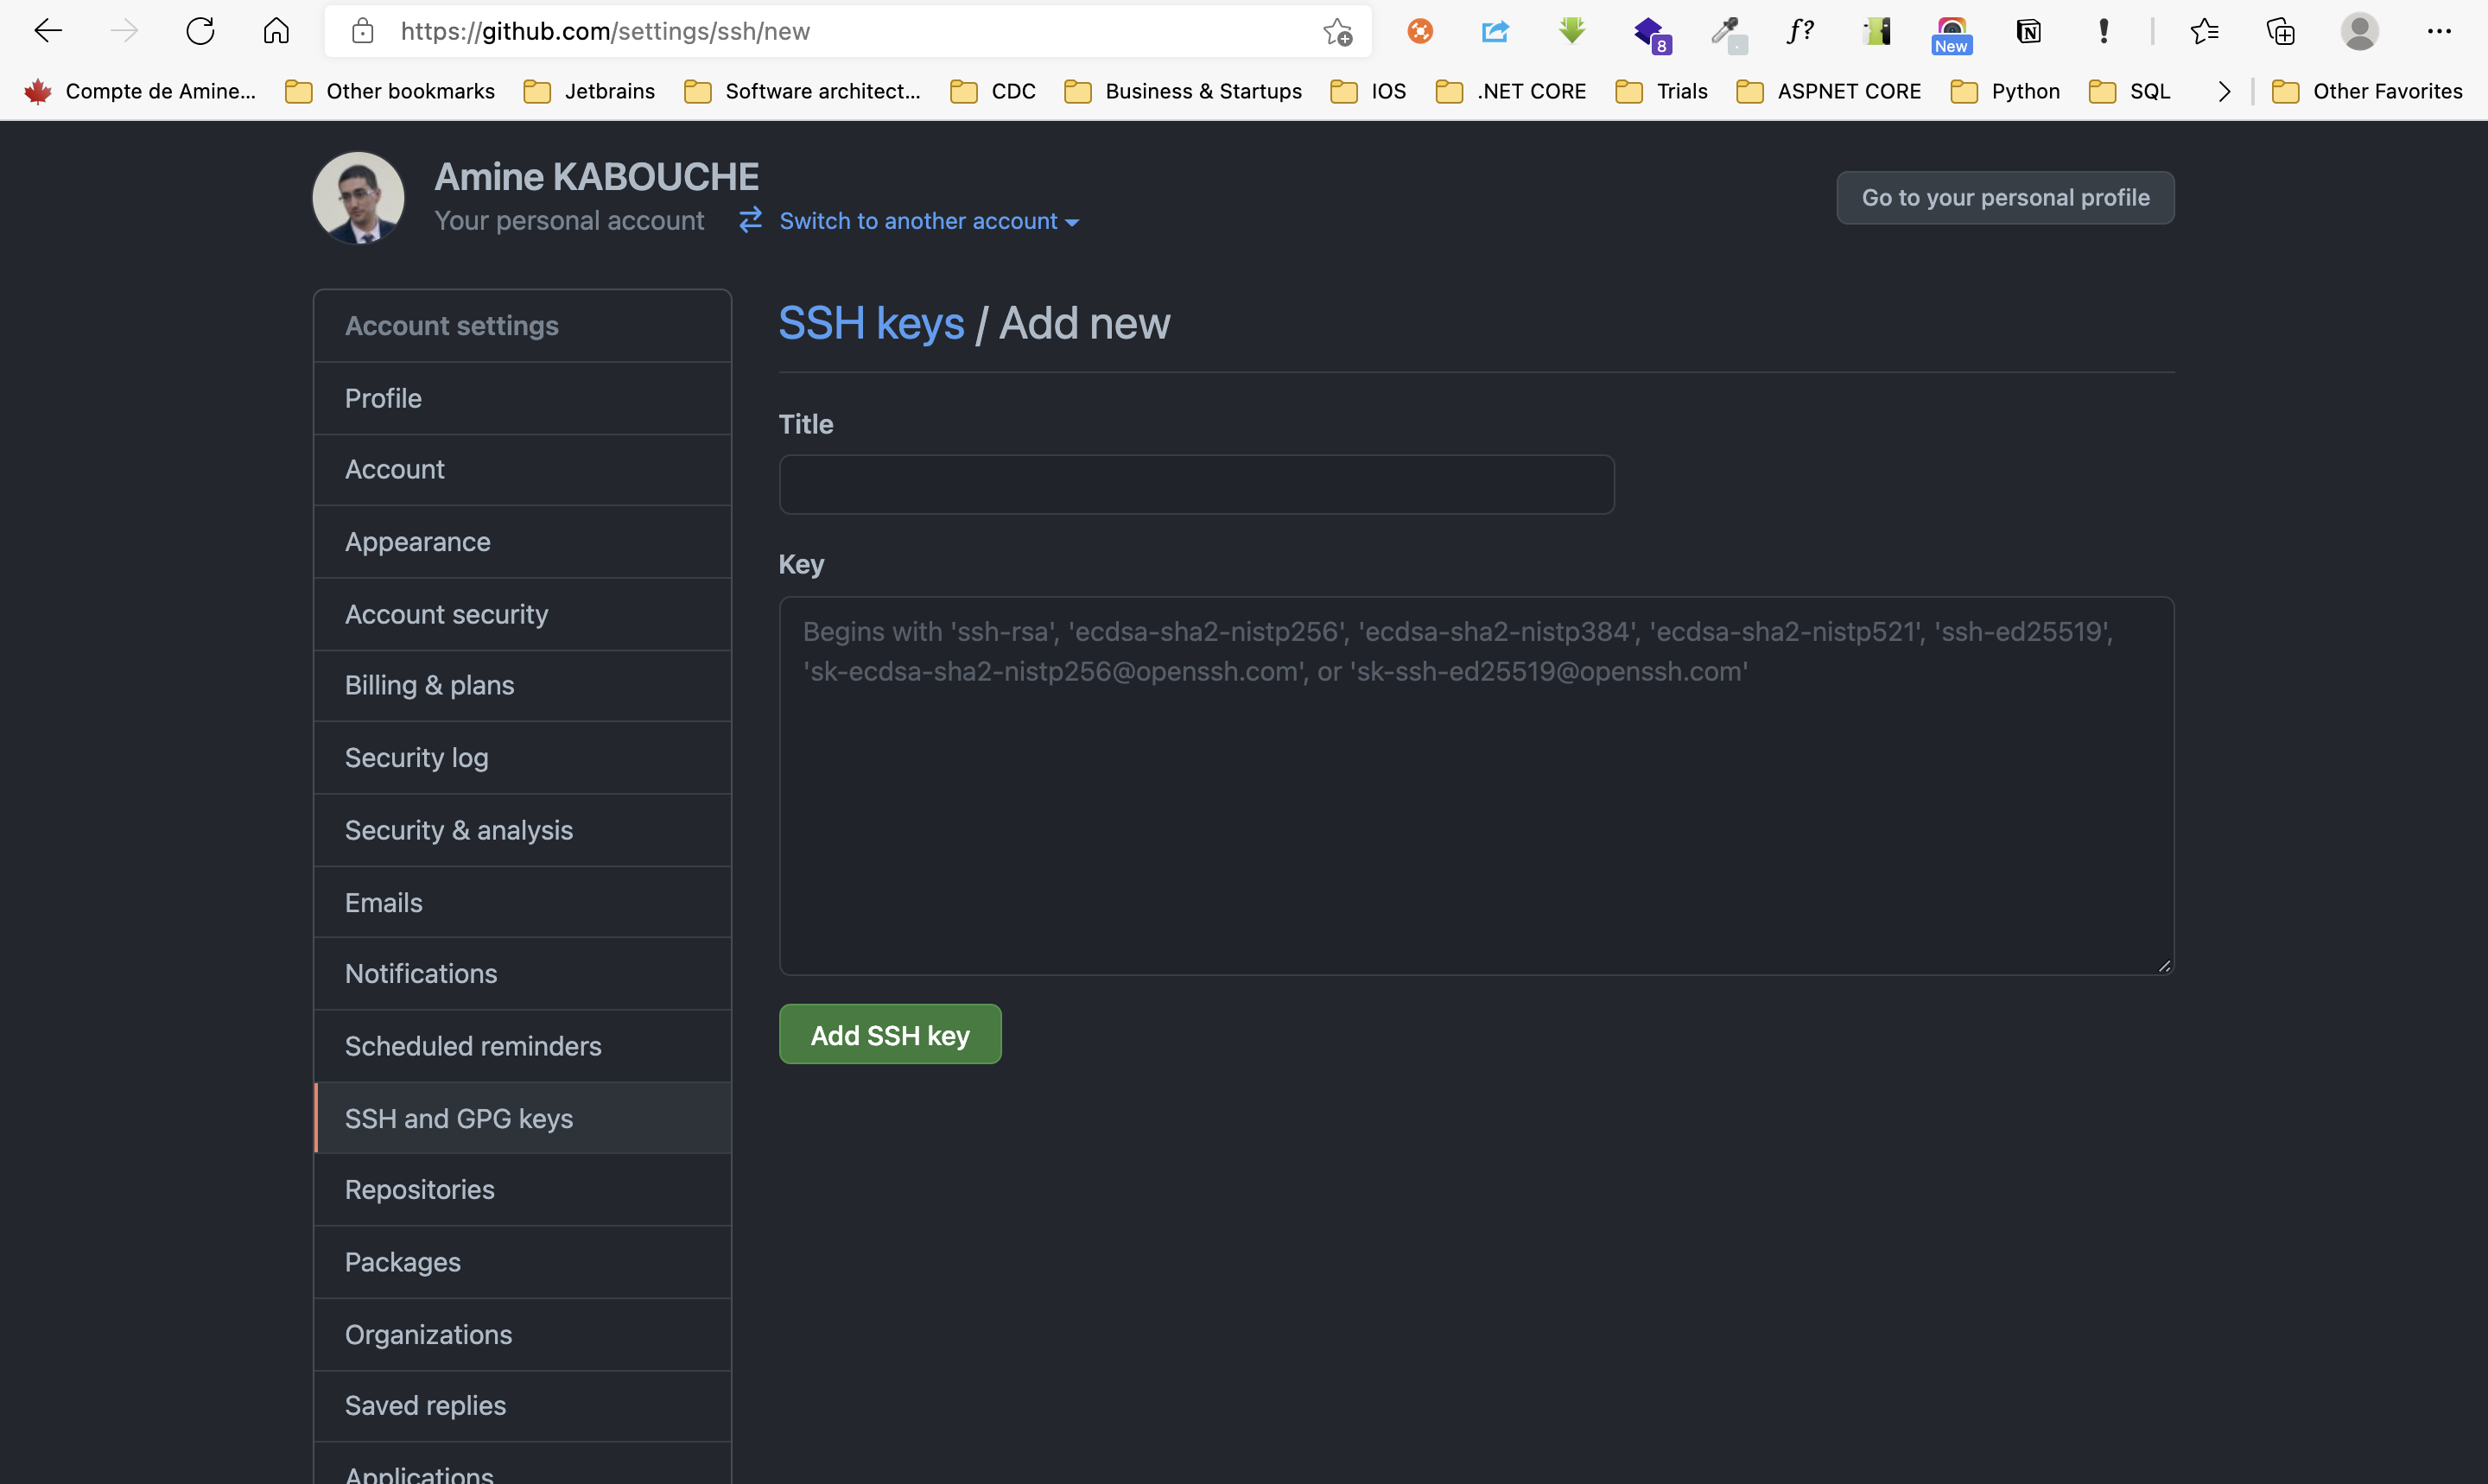 https://github.com/settings/ssh/new
8
f?
New
Compte de Amine... Other bookmarks Jetbrains Software architect... CDC Business & Startups IOS .NET CORE Trials ASPNET CORE Python SQL Other Favorites
Amine KABOUCHE
Your personal account Switch to another account
Go to your personal profile
Account settings
Profile
Account
Appearance
Account security
Billing & plans
Security log
Security & analysis
Emails
Notifications
Scheduled reminders
SSH and GPG keys
Repositories
Packages
Organizations
Saved replies
Applications
SSH keys / Add new
Title
Key
Begins with 'ssh-rsa', 'ecdsa-sha2-nistp256', 'ecdsa-sha2-nistp384', 'ecdsa-sha2-nistp521', 'ssh-ed25519',
'sk-ecdsa-sha2-nistp256@openssh.com', or 'sk-ssh-ed25519@openssh.com'
Add SSH key